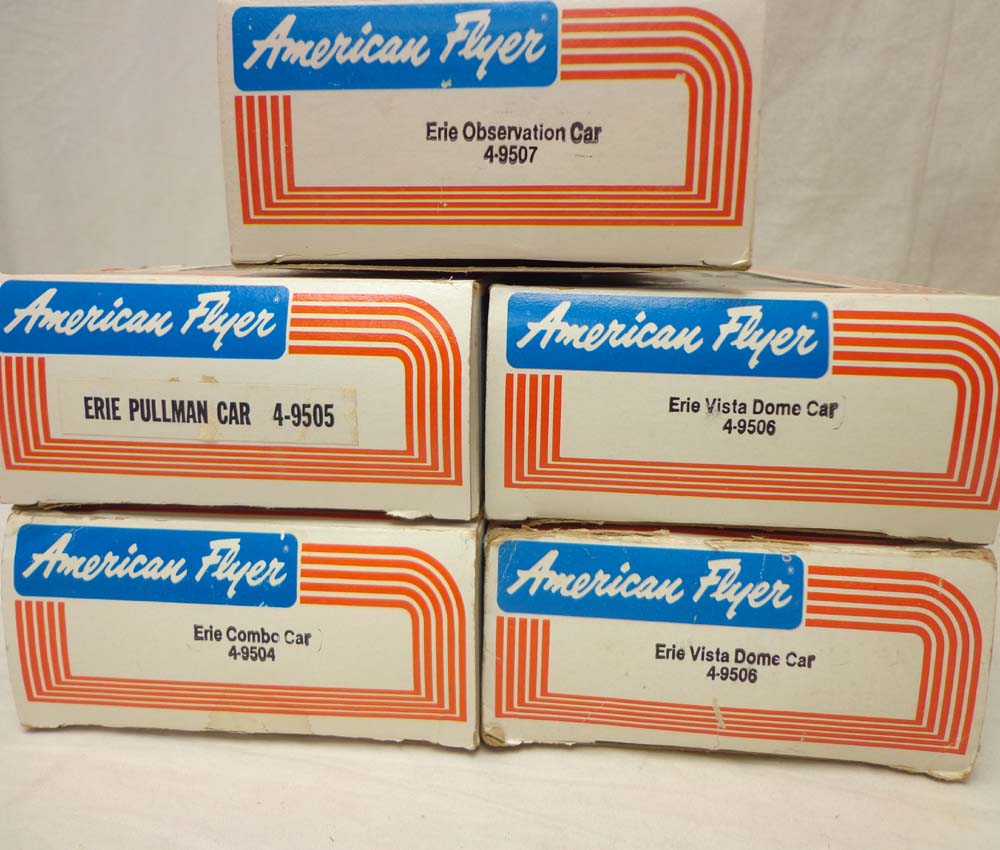 American Flyer
Erie Observation Car
4-9507
American Flyer
ERIE PULLMAN CAR 4-9505
American Flyer
Erie Vista Dome Car
4-9506
American Flyer
Erie Combo Car
4-9504
American Flyer
Erie Vista Dome Car
4-9506